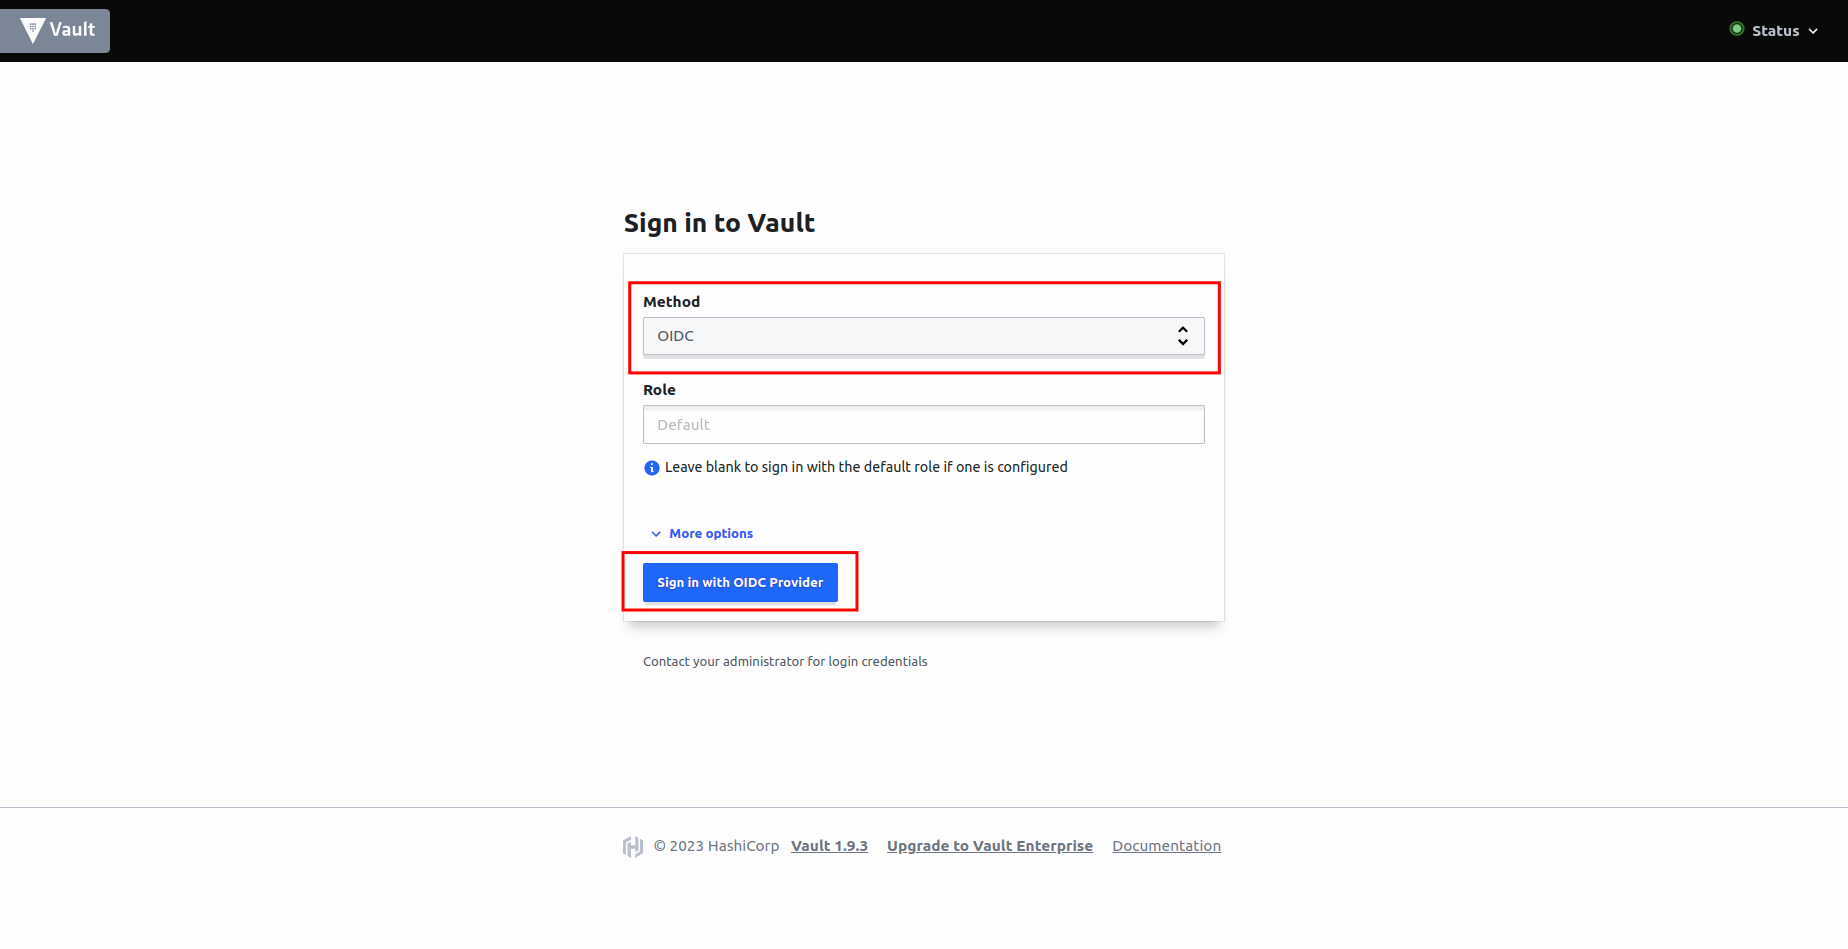 Vault
Status
Sign in to Vault
Method
OIDC
Role
Default
Leave blank to sign in with the default role if one is configured
More options
Sign in with OIDC Provider
Contact your administrator for login credentials
© 2023 HashiCorp Vault 1.9.3 Upgrade to Vault Enterprise Documentation